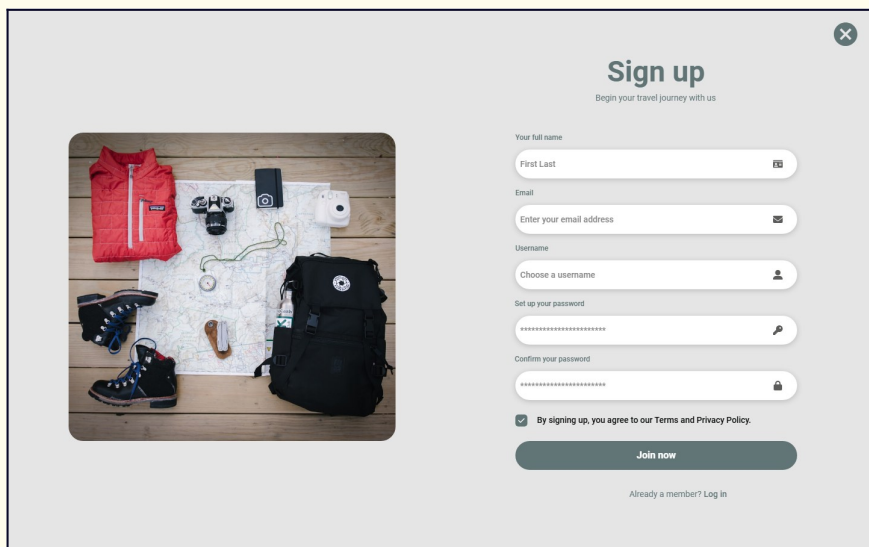 Sign up
Begin your travel journey with us
Your full name
First Last
Email
Enter your email address
Username
Choose a username
Set up your password
***********************
Confirm your password
***********************
By signing up, you agree to our Terms and Privacy Policy.
Join now
Already a member? Log in